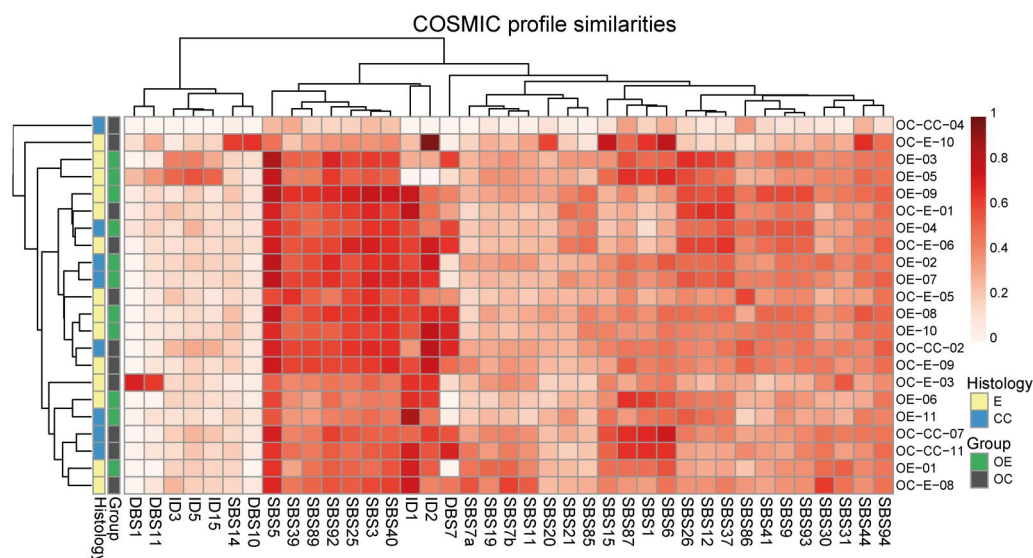 COSMIC profile similarities
OC-CC-04
OC-E-10
OE-03
OE-05
OE-09
OC-E-01
OE-04
OC-E-06
OE-02
OE-07
OC-E-05
OE-08
OE-10
OC-CC-02
OC-E-09
OC-E-03
OE-06
OE-11
OC-CC-07
OC-CC-11
OE-01
OC-E-08
1
0.8
0.6
0.4
0.2
0
Histology
E
CC
Group
OE
OC
Histology
Group
DBS1
DBS11
ID3
ID5
ID15
SBS14
DBS10
SBS5
SBS39
SBS89
SBS92
SBS25
SBS3
SBS40
ID1
ID2
DBS7
SBS7a
SBS19
SBS7b
SBS11
SBS20
SBS21
SBS85
SBS15
SBS87
SBS1
SBS6
SBS26
SBS12
SBS37
SBS86
SBS41
SBS9
SBS93
SBS30
SBS31
SBS44
SBS94